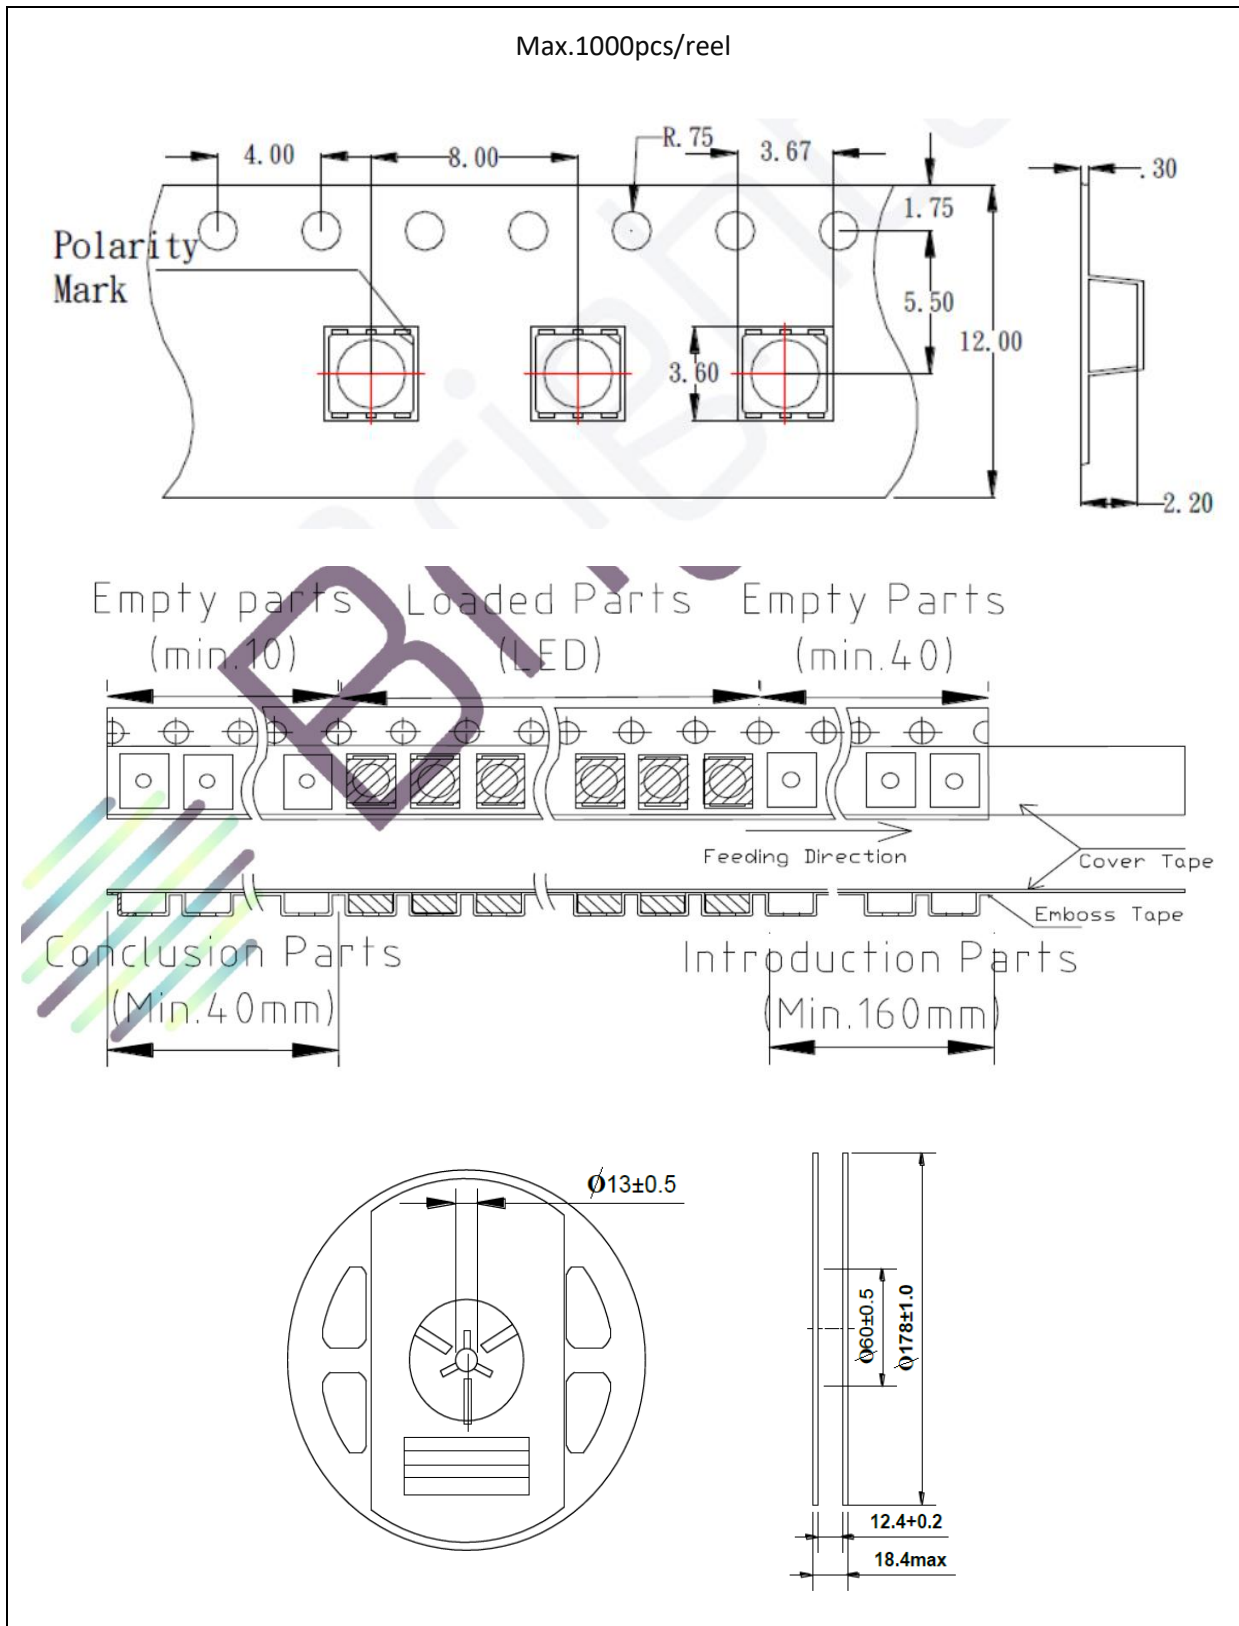 Max.1000pcs/reel
4.00
8.00
R.75
3.67
.30
1.75
Polarity
Mark
5.50
12.00
3.60
2.20
Empty parts
(min.10)
Loaded Parts
(LED)
Empty Parts
(min.40)
Feeding Direction
Cover Tape
Emboss Tape
Conclusion Parts
(Min.40mm)
Introduction Parts
(Min.160mm)
Ø13±0.5
Ø60±0.5
Ø178±1.0
12.4+0.2
18.4max